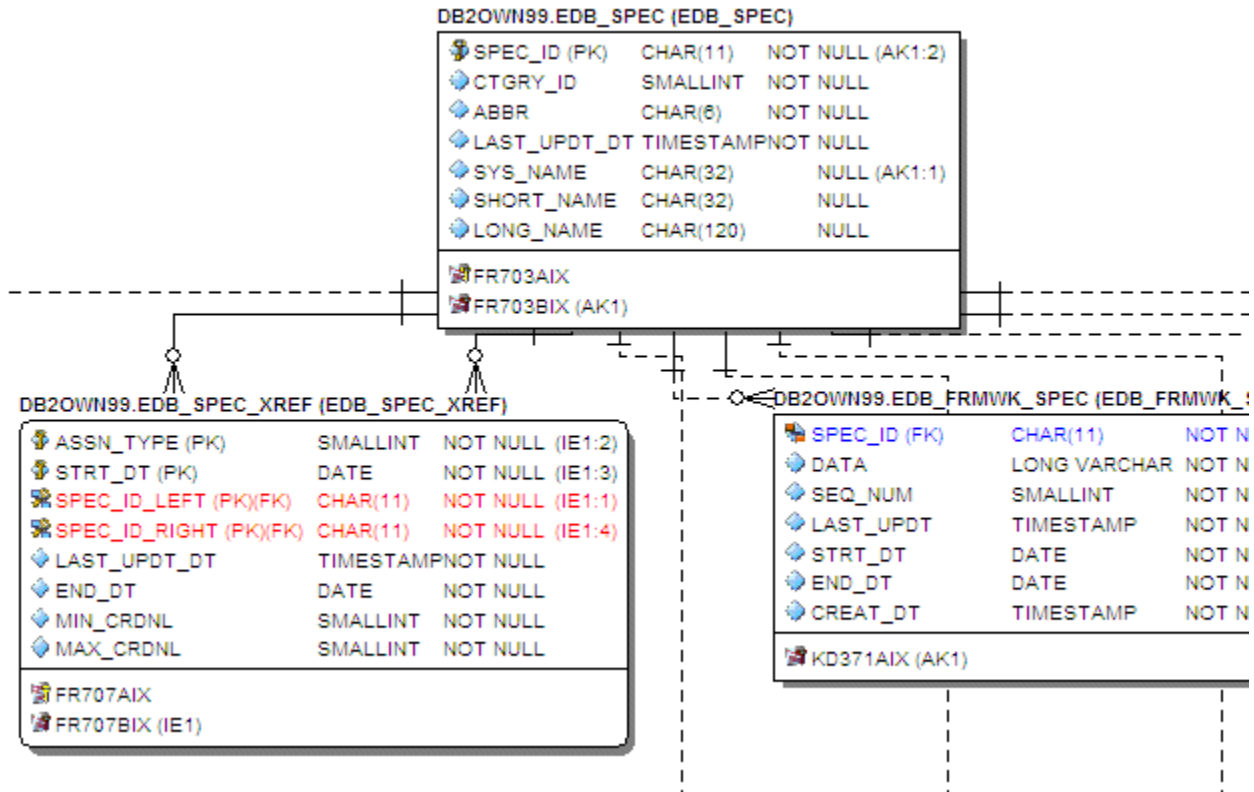 DB2OWN99.EDB_SPEC (EDB_SPEC)
SPEC_ID (PK) CHAR(11) NOT NULL (AK1:2)
CTGRY_ID SMALLINT NOT NULL
ABBR CHAR(6) NOT NULL
LAST_UPDT_DT TIMESTAMPNOT NULL
SYS_NAME CHAR(32) NULL (AK1:1)
SHORT_NAME CHAR(32) NULL
LONG_NAME CHAR(120) NULL
FR703AIX
FR703BIX (AK1)
DB2OWN99.EDB_SPEC_XREF (EDB_SPEC_XREF)
ASSN_TYPE (PK) SMALLINT NOT NULL (IE1:2)
STRT_DT (PK) DATE NOT NULL (IE1:3)
SPEC_ID_LEFT (PK)(FK) CHAR(11) NOT NULL (IE1:1)
SPEC_ID_RIGHT (PK)(FK) CHAR(11) NOT NULL (IE1:4)
LAST_UPDT_DT TIMESTAMPNOT NULL
END_DT DATE NOT NULL
MIN_CRDNL SMALLINT NOT NULL
MAX_CRDNL SMALLINT NOT NULL
FR707AIX
FR707BIX (IE1)
DB2OWN99.EDB_FRMWK_SPEC (EDB_FRMWK_S
SPEC_ID (FK) CHAR(11) NOT N
DATA LONG VARCHAR NOT N
SEQ_NUM SMALLINT NOT N
LAST_UPDT TIMESTAMP NOT N
STRT_DT DATE NOT N
END_DT DATE NOT N
CREAT_DT TIMESTAMP NOT N
KD371AIX (AK1)